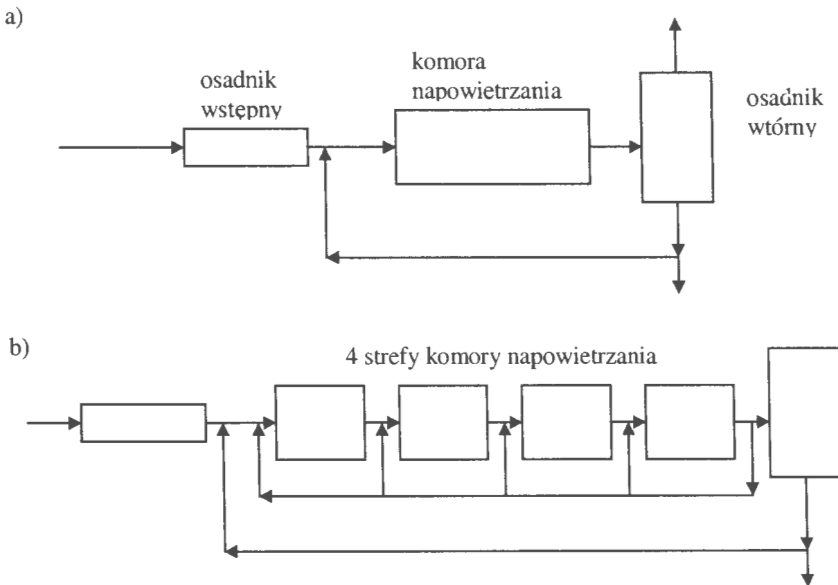 a)
osadnik
wstępny
komora
napowietrzania
osadnik
wtórny
b)
4 strefy komory napowietrzania